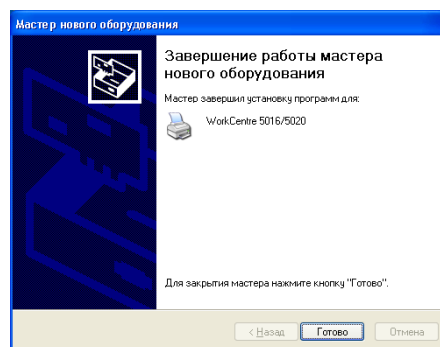 Мастер нового оборудования
Завершение работы мастера
нового оборудования
Мастер завершил установку программ для:
WorkCentre 5016/5020
Для закрытия мастера нажмите кнопку "Готово".
< Назад
Готово
Отмена